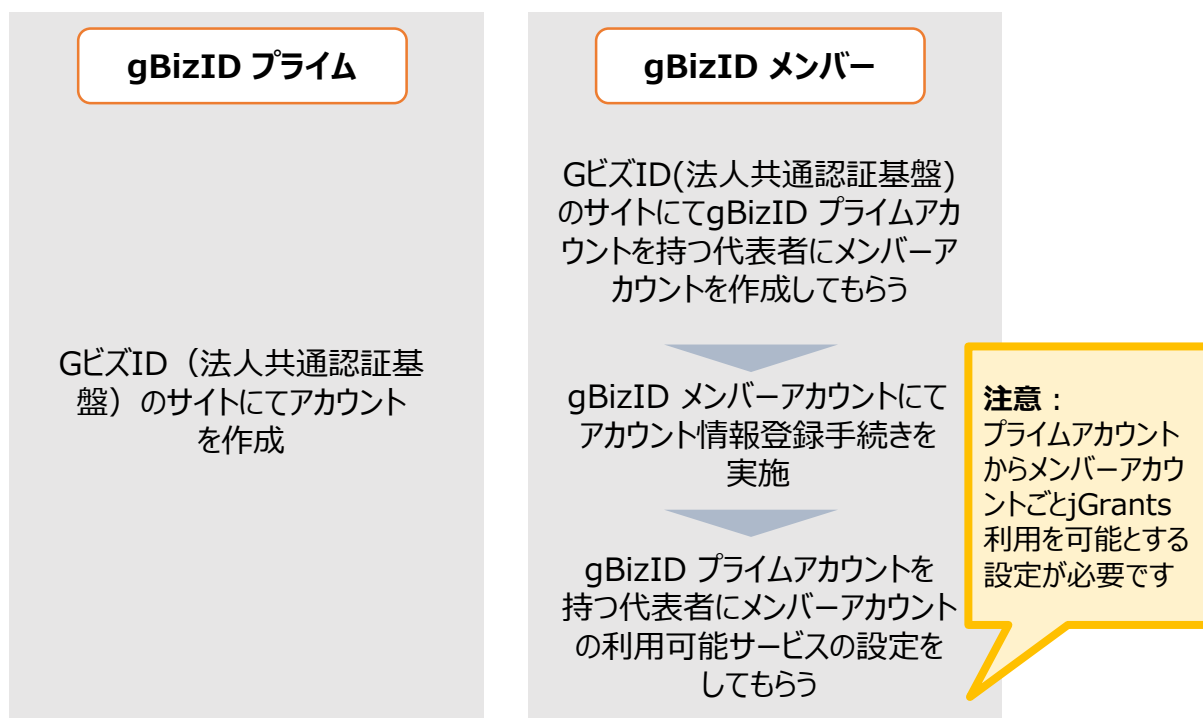 gBizID プライム
GビズID（法人共通認証基
盤）のサイトにてアカウント
を作成
gBizID メンバー
GビズID(法人共通認証基盤)
のサイトにてgBizID プライムアカ
ウントを持つ代表者にメンバーア
カウントを作成してもらう
gBizID メンバーアカウントにて
アカウント情報登録手続きを
実施
gBizID プライムアカウントを
持つ代表者にメンバーアカウント
の利用可能サービスの設定を
してもらう
注意：
プライムアカウント
からメンバーアカウ
ントごとjGrants
利用を可能とする
設定が必要です